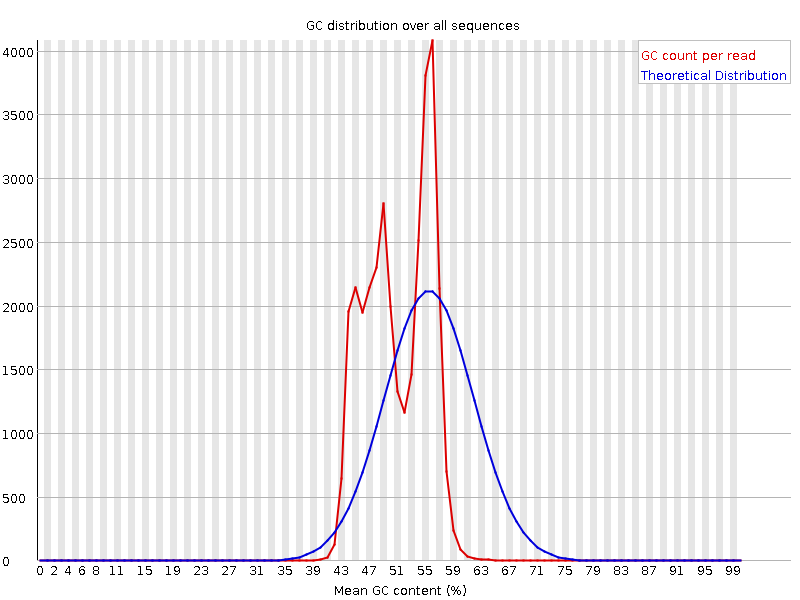 GC distribution over all sequences
GC count per read
Theoretical Distribution
4000
3500
3000
2500
2000
1500
1000
500
0
0 2 4 6 8 11 15 19 23 27 31 35 39 43 47 51 55 59 63 67 71 75 79 83 87 91 95 99
Mean GC content (%)